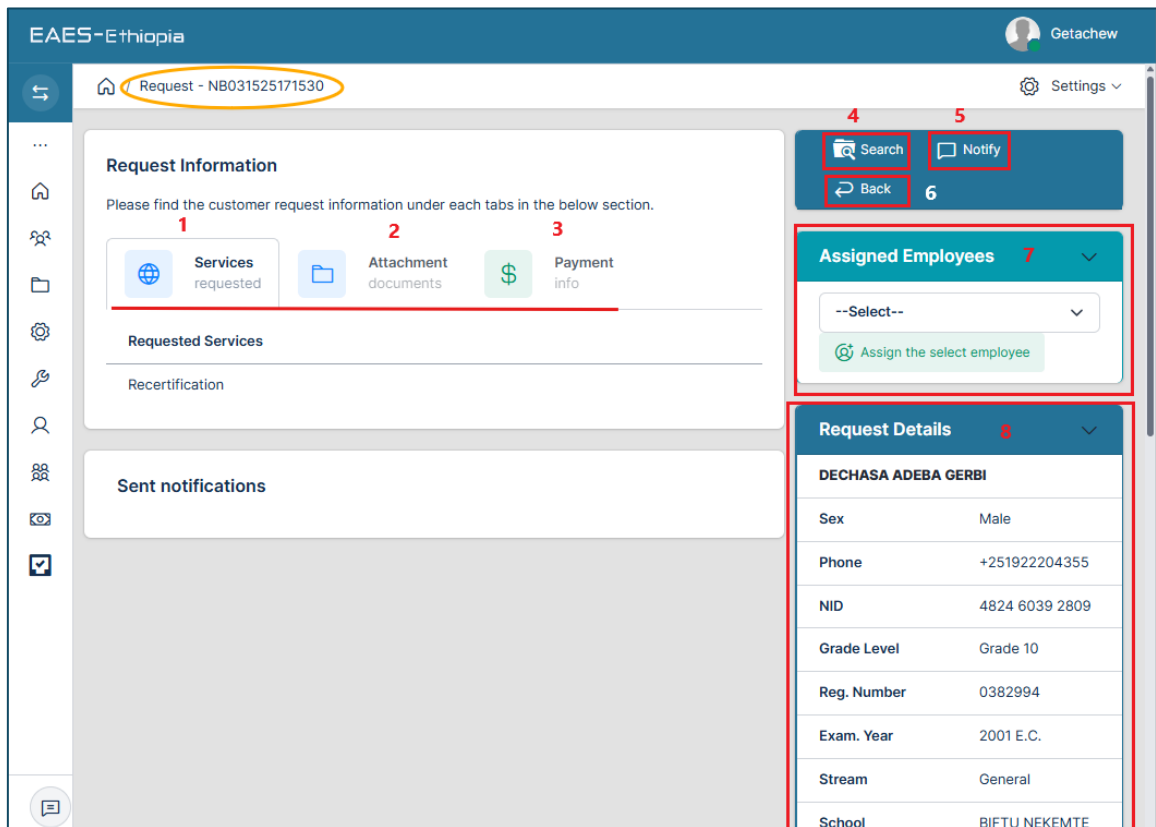 EAES-Ethiopia
Getachew
/ Request - NB031525171530
Settings
4
5
Search
Notify
Back
6
Request Information
Please find the customer request information under each tabs in the below section.
1
2
3
Services
requested
Attachment
documents
$
Payment
info
Requested Services
Recertification
Sent notifications
Assigned Employees
7
--Select--
Assign the select employee
Request Details
8
DECHASA ADEBA GERBI
Sex Male
Phone +251922204355
NID 4824 6039 2809
Grade Level Grade 10
Reg. Number 0382994
Exam. Year 2001 E.C.
Stream General
School BIFTU NEKEMTE